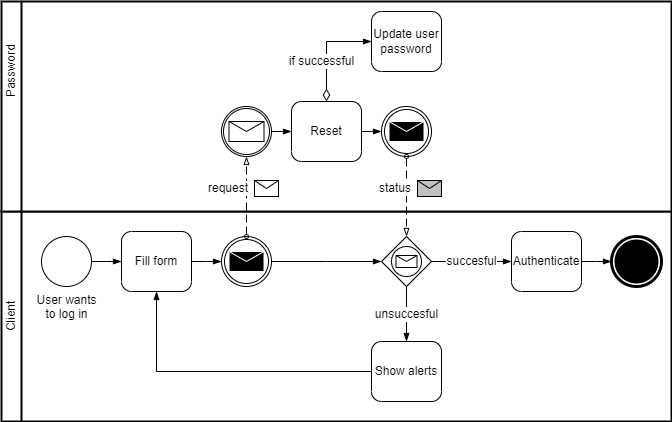 Password
Update user
password
if successful
Reset
request
status
Client
Fill form
succesful
Authenticate
User wants
to log in
unsuccesful
Show alerts